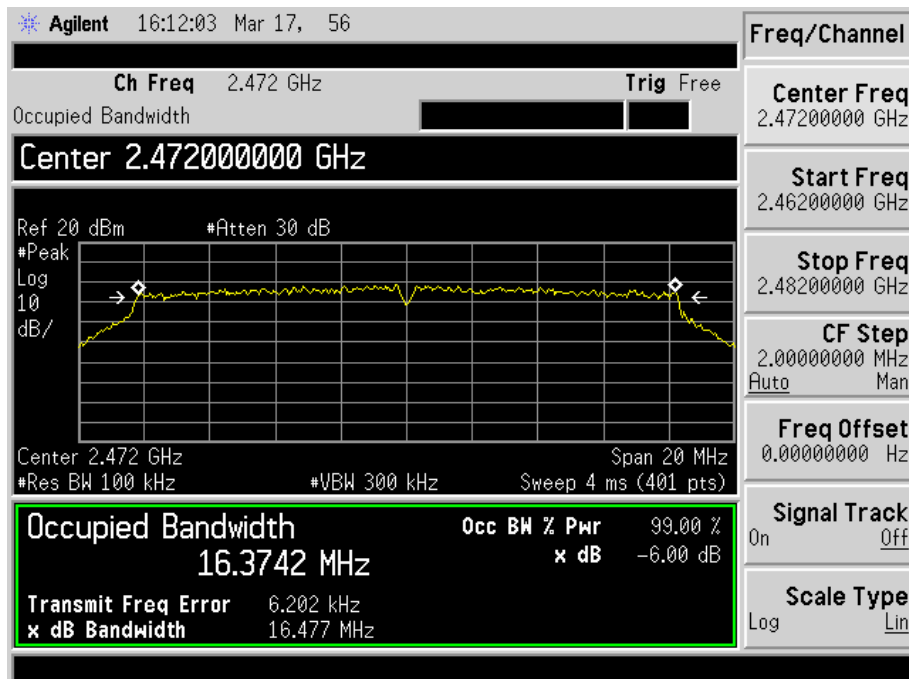 Agilent 16:12:03 Mar 17, 56
Ch Freq 2.472 GHz Trig Free
Occupied Bandwidth
Center 2.472000000 GHz
Ref 20 dBm #Atten 30 dB
#Peak
Log
10
dB/
Center 2.472 GHz Span 20 MHz
#Res BW 100 kHz #VBW 300 kHz Sweep 4 ms (401 pts)
Occupied Bandwidth Occ BW % Pwr 99.00 %
16.3742 MHz x dB -6.00 dB
Transmit Freq Error 6.202 kHz
x dB Bandwidth 16.477 MHz
Freq/Channel
Center Freq
2.47200000 GHz
Start Freq
2.46200000 GHz
Stop Freq
2.48200000 GHz
CF Step
2.00000000 MHz
Auto Man
Freq Offset
0.00000000 Hz
Signal Track
On Off
Scale Type
Log Lin